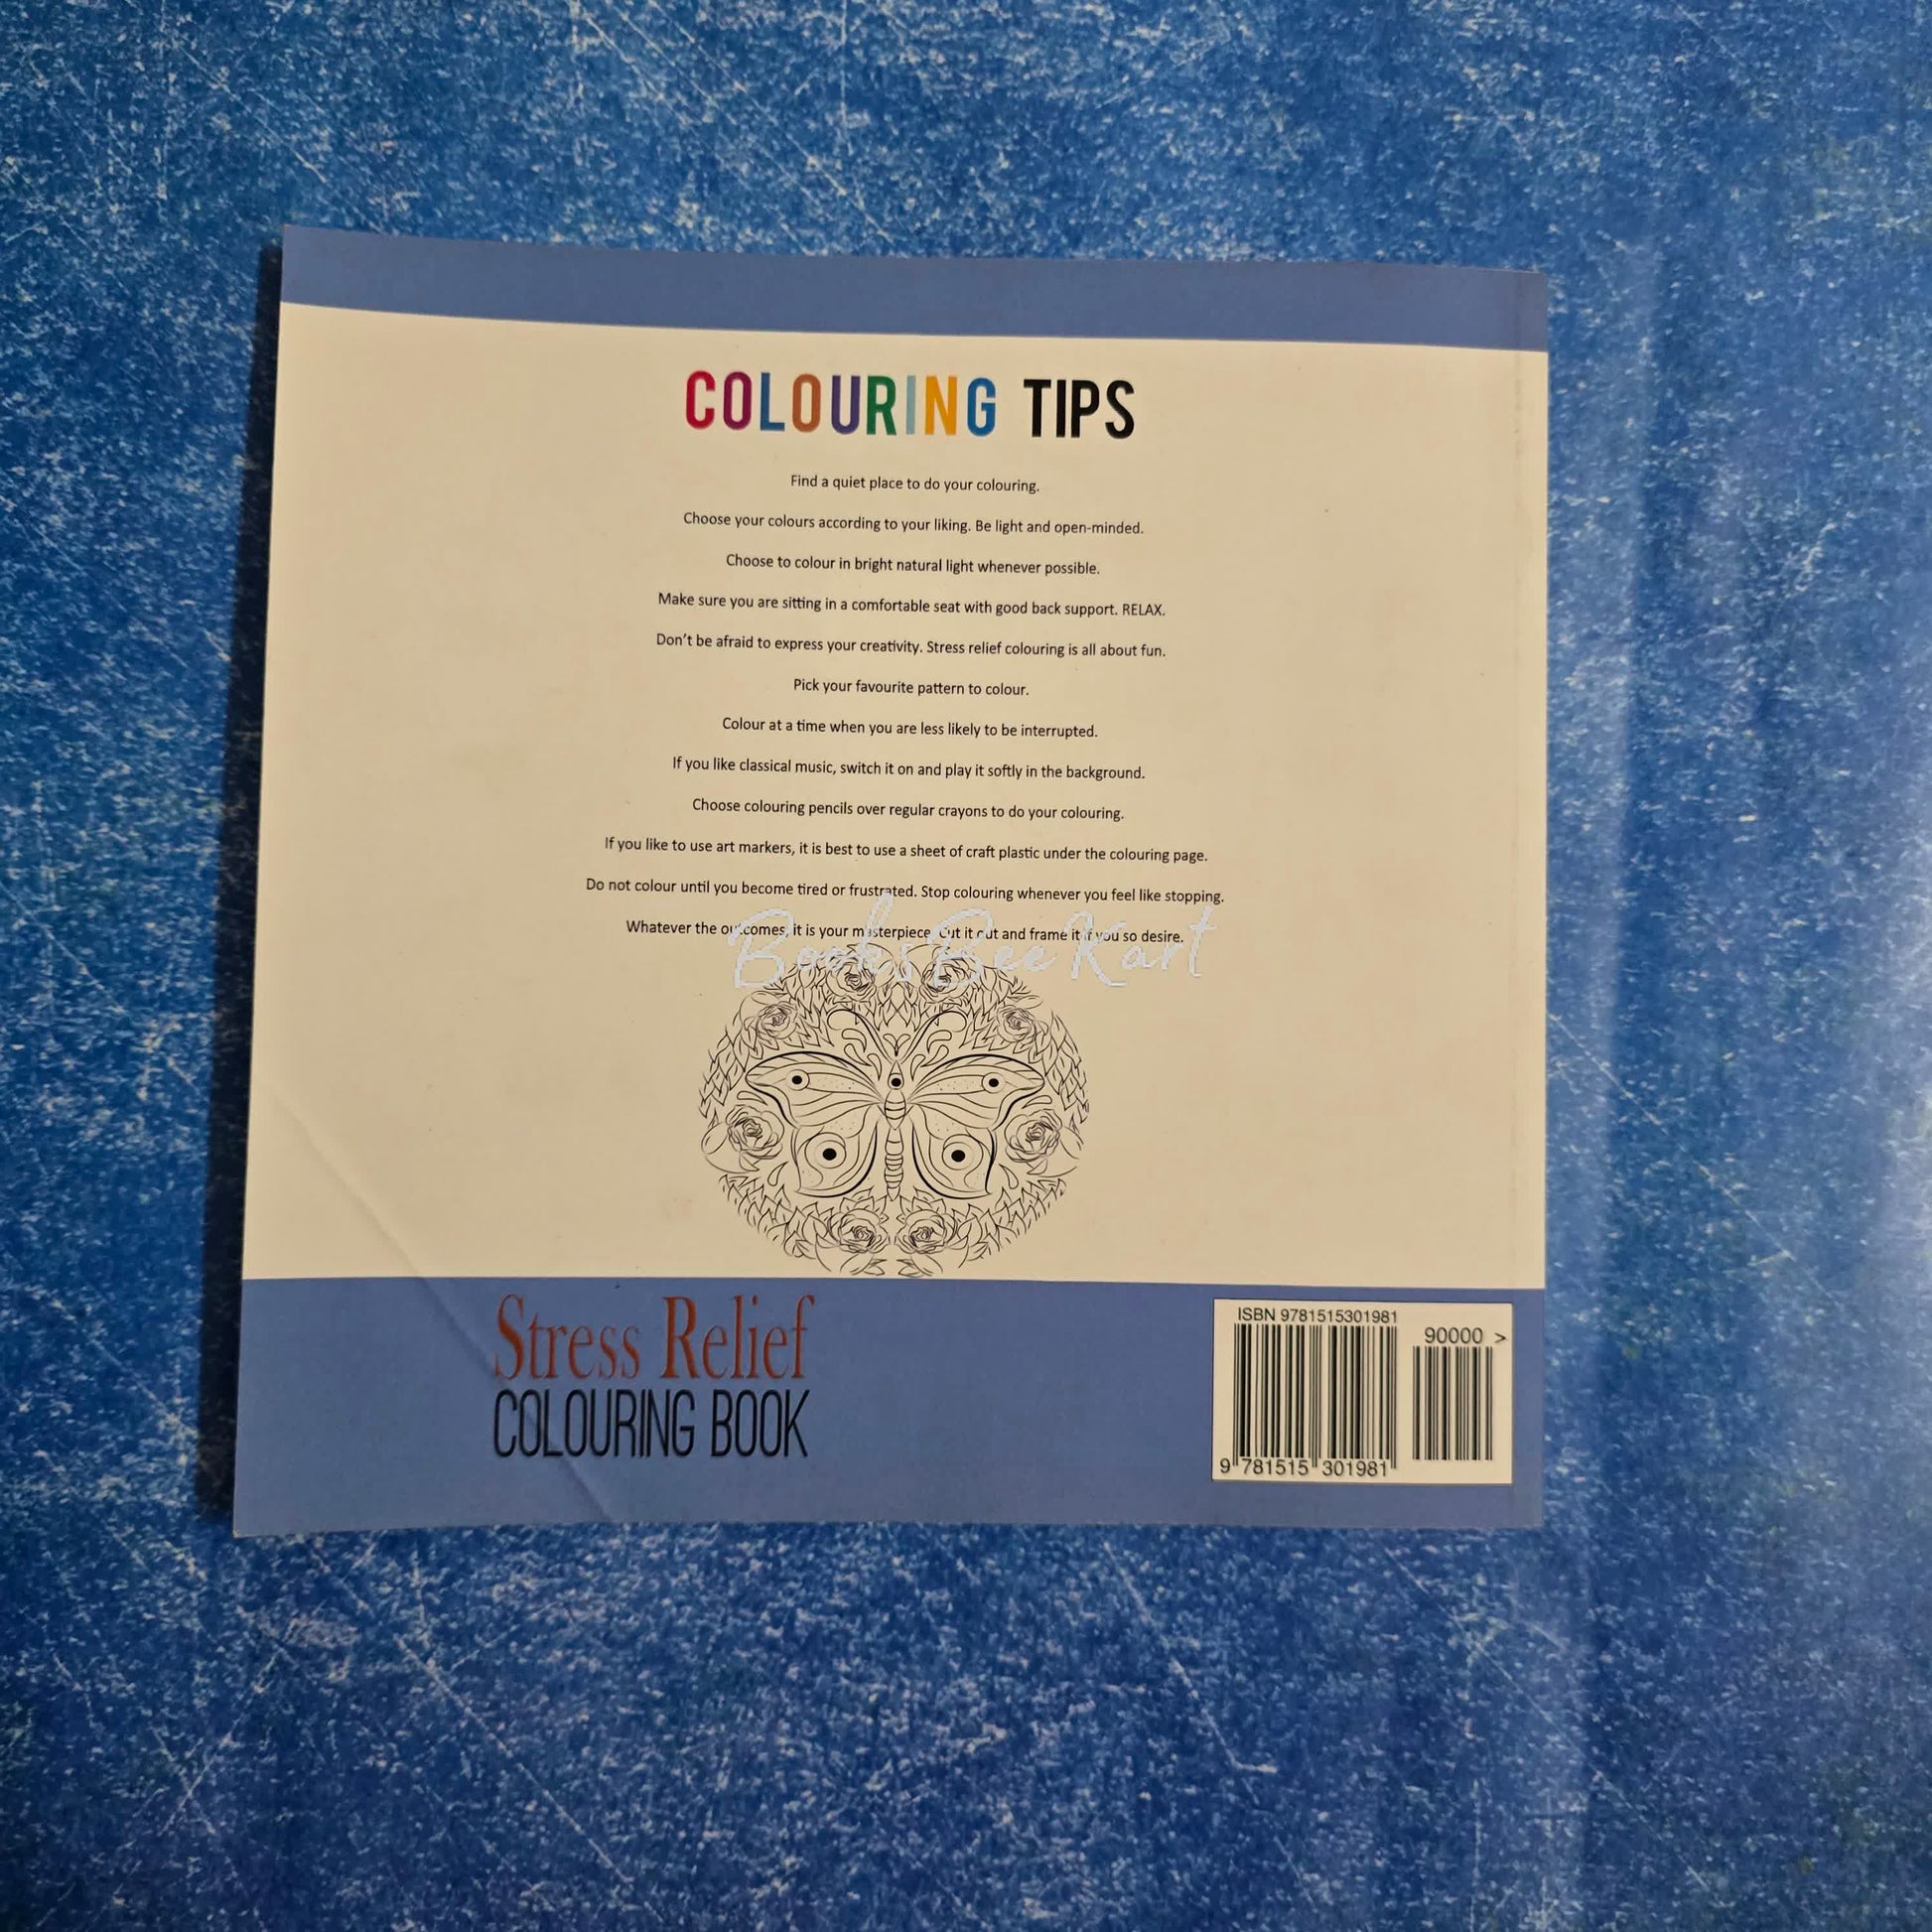 COLOURING TIPS
Find a quiet place to do your colouring.
Choose your colours according to your liking. Be light and open-minded.
Choose to colour in bright natural light whenever possible.
Make sure you are sitting in a comfortable seat with good back support. RELAX.
Don't be afraid to express your creativity. Stress relief colouring is all about fun.
Pick your favourite pattern to colour.
Colour at a time when you are less likely to be interrupted.
If you like classical music, switch it on and play it softly in the background.
Choose colouring pencils over regular crayons to do your colouring.
If you like to use art markers, it is best to use a sheet of craft plastic under the colouring page.
Do not colour until you become tired or frustrated. Stop colouring whenever you feel like stopping.
Whatever the outcomes, it is your masterpiece. Cut it out and frame it if you so desire.
BooksBeeKart
Stress Relief
COLOURING BOOK
ISBN 9781515301981
90000 >
9 781515 301981